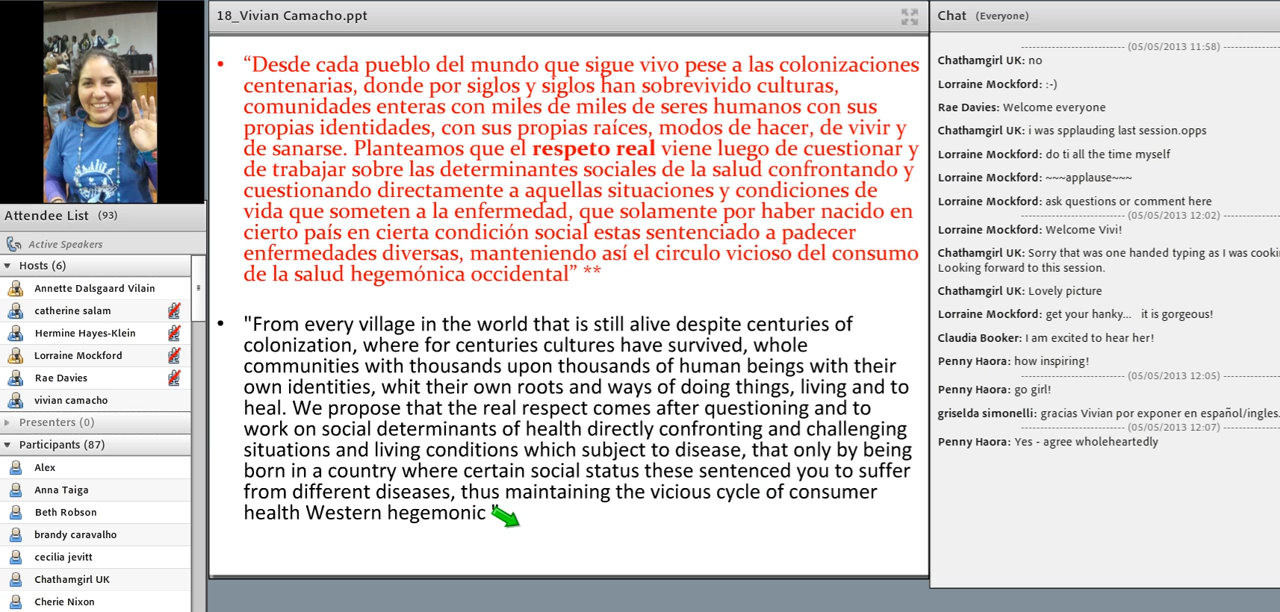 Attendee List (93)
Active Speakers
Hosts (6)
Annette Dalsgaard Vilain
catherine salam
Hermine Hayes-Klein
Lorraine Mockford
Rae Davies
vivian camacho
Presenters (0)
Participants (87)
Alex
Anna Taiga
Beth Robson
brandy caravalho
cecilia jevitt
Chathamgirl UK
Cherie Nixon
18_Vivian Camacho.ppt
• “Desde cada pueblo del mundo que sigue vivo pese a las colonizaciones
centenarias, donde por siglos y siglos han sobrevivido culturas,
comunidades enteras con miles de miles de seres humanos con sus
propias identidades, con sus propias raíces, modos de hacer, de vivir y
de sanarse. Planteamos que el respeto real viene luego de cuestionar y
de trabajar sobre las determinantes sociales de la salud confrontando y
cuestionando directamente a aquellas situaciones y condiciones de
vida que someten a la enfermedad, que solamente por haber nacido en
cierto país en cierta condición social estas sentenciado a padecer
enfermedades diversas, manteniendo así el circulo vicioso del consumo
de la salud hegemónica occidental” **
• "From every village in the world that is still alive despite centuries of
colonization, where for centuries cultures have survived, whole
communities with thousands upon thousands of human beings with their
own identities, whit their own roots and ways of doing things, living and to
heal. We propose that the real respect comes after questioning and to
work on social determinants of health directly confronting and challenging
situations and living conditions which subject to disease, that only by being
born in a country where certain social status these sentenced you to suffer
from different diseases, thus maintaining the vicious cycle of consumer
health Western hegemonic "
Chat (Everyone)
(05/05/2013 11:58)
Chathamgirl UK: no
Lorraine Mockford: :-)
Rae Davies: Welcome everyone
Chathamgirl UK: i was spplauding last session.opps
Lorraine Mockford: do ti all the time myself
Lorraine Mockford: ~~~applause~~~
Lorraine Mockford: ask questions or comment here
(05/05/2013 12:02)
Lorraine Mockford: Welcome Vivi!
Chathamgirl UK: Sorry that was one handed typing as I was
Looking forward to this session.
Chathamgirl UK: Lovely picture
Lorraine Mockford: get your hanky... it is gorgeous!
Claudia Booker: I am excited to hear her!
Penny Haora: how inspiring!
(05/05/2013 12:05)
Penny Haora: go girl!
griselda simonelli: gracias Vivian por exponer en español/ingles.
(05/05/2013 12:07)
Penny Haora: Yes - agree wholeheartedly